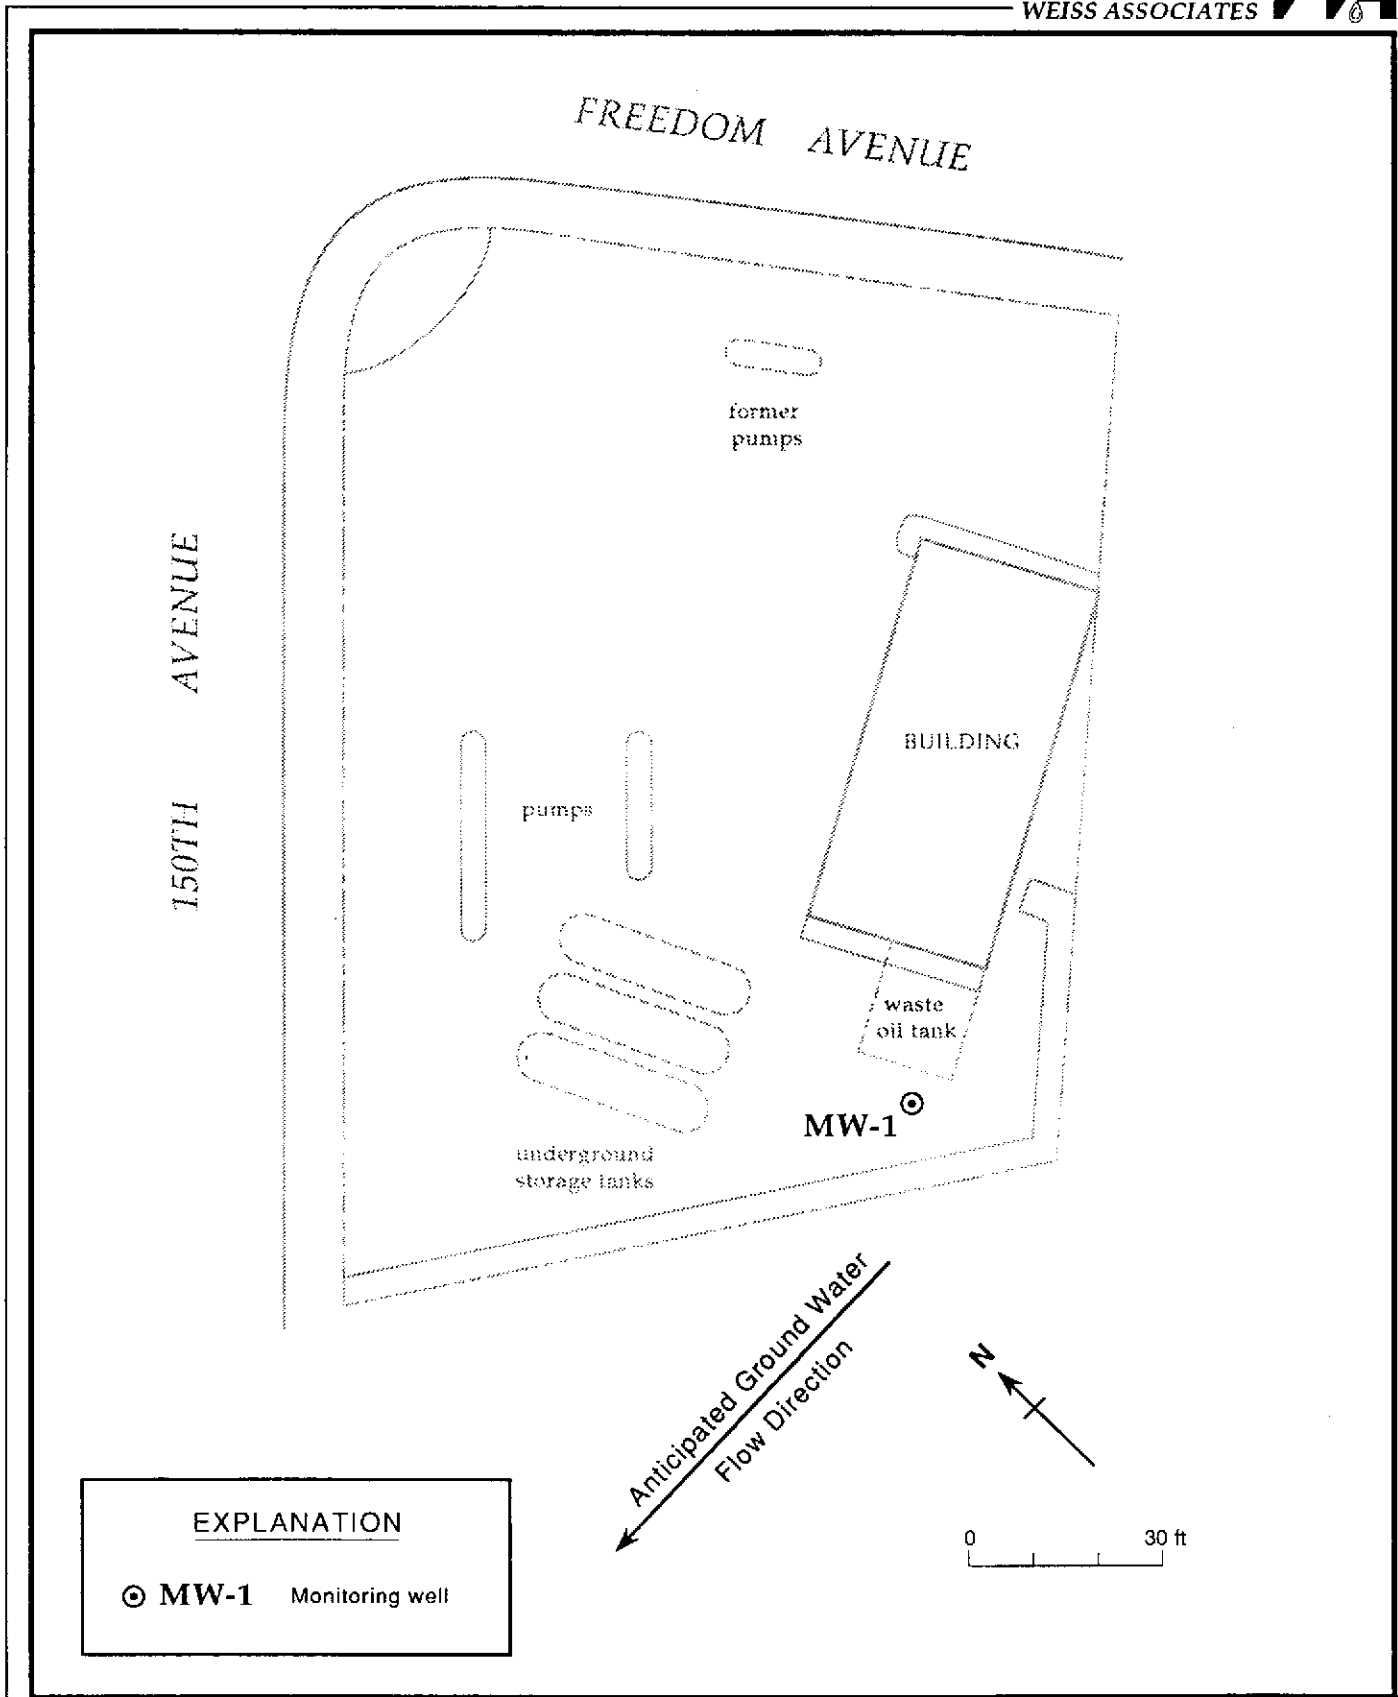 WEISS ASSOCIATES
FREEDOM AVENUE
former
pumps
150TH AVENUE
BUILDING
pumps
waste
oil tank
MW-1
underground
storage tanks
Anticipated Ground Water
Flow Direction
N
EXPLANATION
MW-1 Monitoring well
0 30 ft